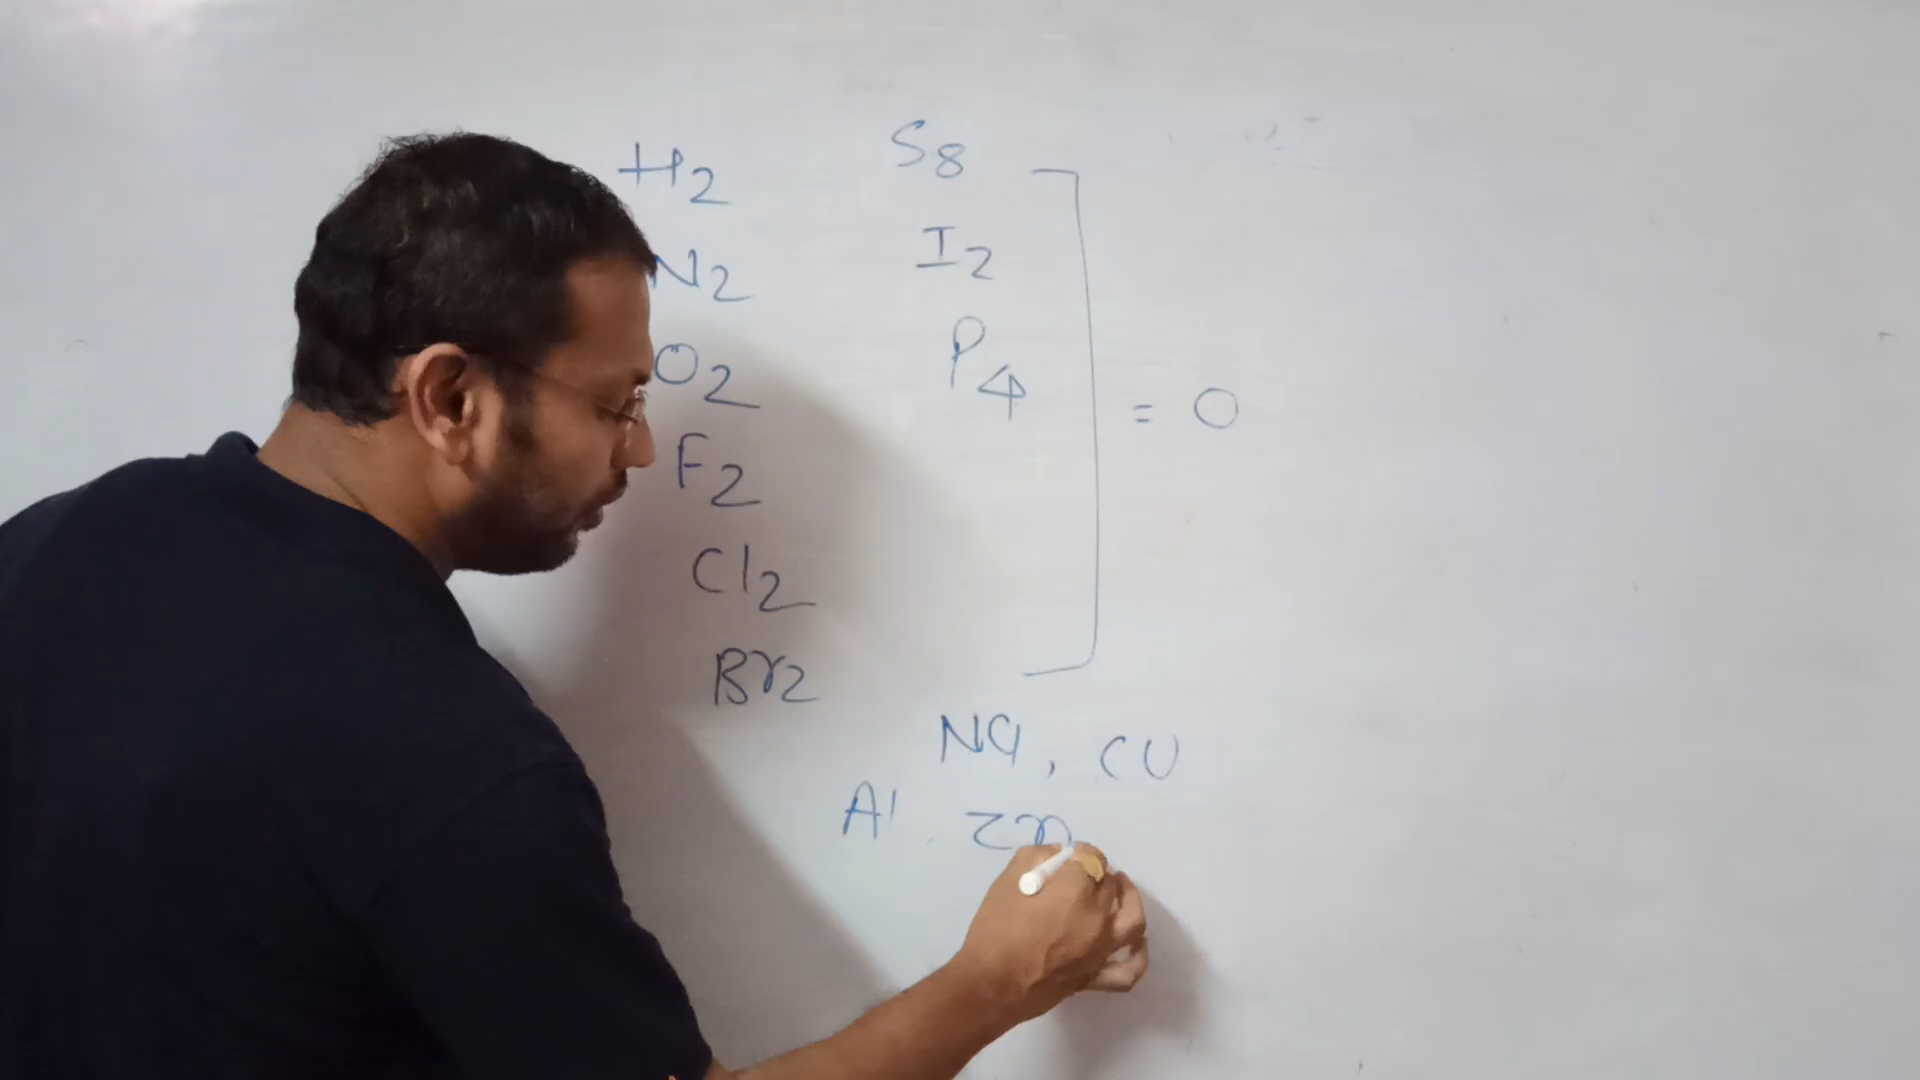 H2
N2
O2
F2
Cl2
Br2
S8
I2
P4
= 0
Na, Cu
Al, Zn